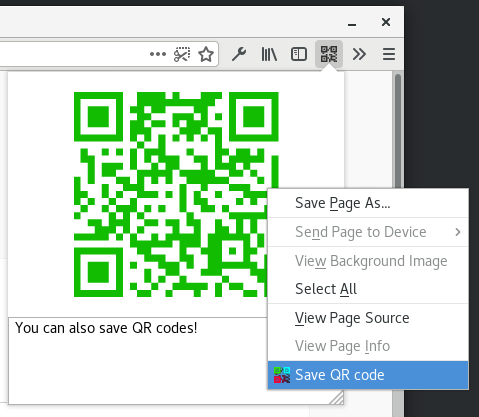 Save Page As...
Send Page to Device
View Background Image
Select All
View Page Source
View Page Info
Save QR code
You can also save QR codes!